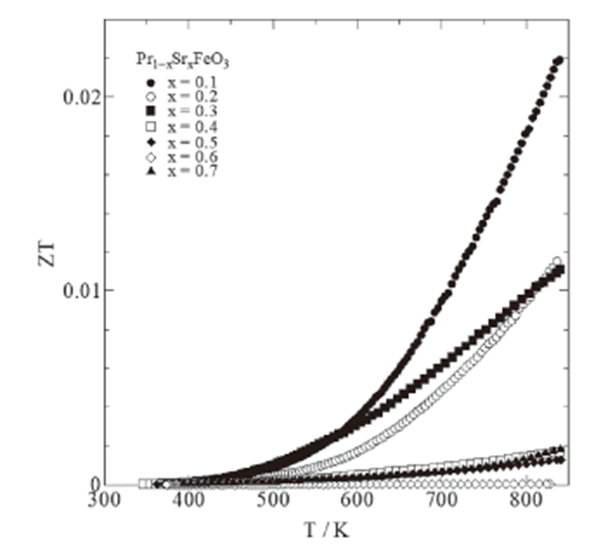 Pr1−xSrxFeO3
x = 0.1
x = 0.2
x = 0.3
x = 0.4
x = 0.5
x = 0.6
x = 0.7
0.02
ZT
0.01
0
300 400 500 600 700 800
T / K